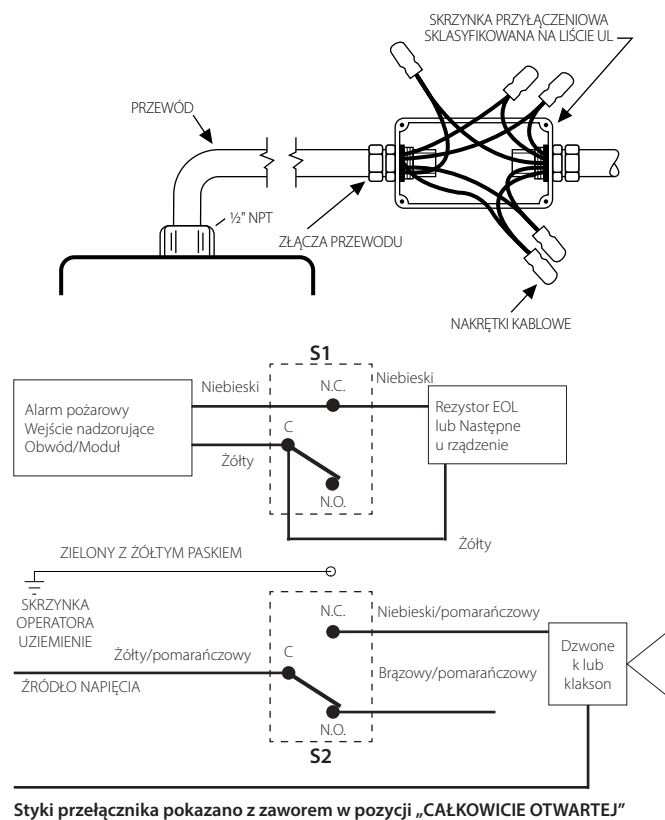 SKRZYNKA PRZYŁĄCZENIOWA
SKLASYFIKOWANA NA LIŚCIE UL
PRZEWÓD
½" NPT
ZŁĄCZA PRZEWODU
NAKRĘTKI KABLOWE
S1
Niebieski
N.C.
Niebieski
Alarm pożarowy
Wejście nadzorujące
Obwód/Moduł
C
Rezystor EOL
lub Następne
u rządzenie
Żółty
N.O.
Żółty
ZIELONY Z ŻÓŁTYM PASKIEM
SKRZYNKA
OPERATORA
UZIEMIENIE
N.C.
Niebieski/pomarańczowy
C
Żółty/pomarańczowy
Brązowy/pomarańczowy
Dzwone
k lub
klakson
ŹRÓDŁO NAPIĘCIA
N.O.
S2
Styki przełącznika pokazano z zaworem w pozycji „CAŁKOWICIE OTWARTEJ”